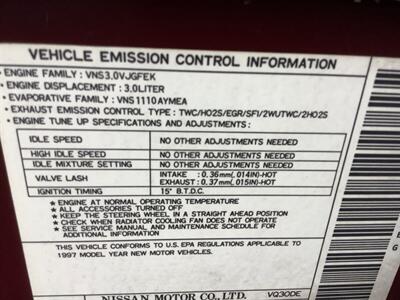 VEHICLE EMISSION CONTROL INFORMATION
• ENGINE FAMILY : VNS3.0VJGFEK
• ENGINE DISPLACEMENT : 3.0LITER
• EVAPORATIVE FAMILY : VNS1110AYMEA
• EXHAUST EMISSION CONTROL TYPE : TWC/HO2S/EGR/SFI/2WUTWC/2HO2S
• ENGINE TUNE UP SPECIFICATIONS AND ADJUSTMENTS :
IDLE SPEED NO OTHER ADJUSTMENTS NEEDED
HIGH IDLE SPEED NO OTHER ADJUSTMENTS NEEDED
IDLE MIXTURE SETTING NO OTHER ADJUSTMENTS NEEDED
VALVE LASH INTAKE : 0.36mm(.014IN)-HOT
EXHAUST : 0.37mm(.015IN)-HOT
IGNITION TIMING 15° B.T.D.C.
★ ENGINE AT NORMAL OPERATING TEMPERATURE
★ ALL ACCESSORIES TURNED OFF
★ KEEP THE STEERING WHEEL IN A STRAIGHT AHEAD POSITION
★ CHECK WHEN RADIATOR COOLING FAN DOES NOT OPERATE
★ SEE SERVICE MANUAL AND MAINTENANCE SCHEDULE FOR
ADDITIONAL INFORMATION
THIS VEHICLE CONFORMS TO U.S.EPA REGULATIONS APPLICABLE TO
1997 MODEL YEAR NEW MOTOR VEHICLES.
NISSAN MOTOR CO., LTD. VQ30DE